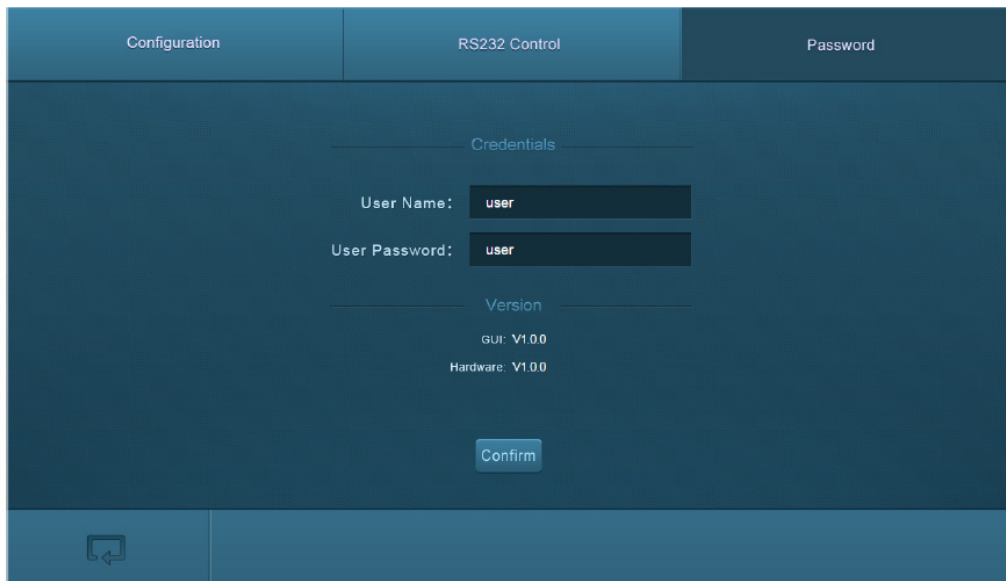 Configuration
RS232 Control
Password
Credentials
User Name: user
User Password: user
Version
GUI: V1.0.0
Hardware: V1.0.0
Confirm